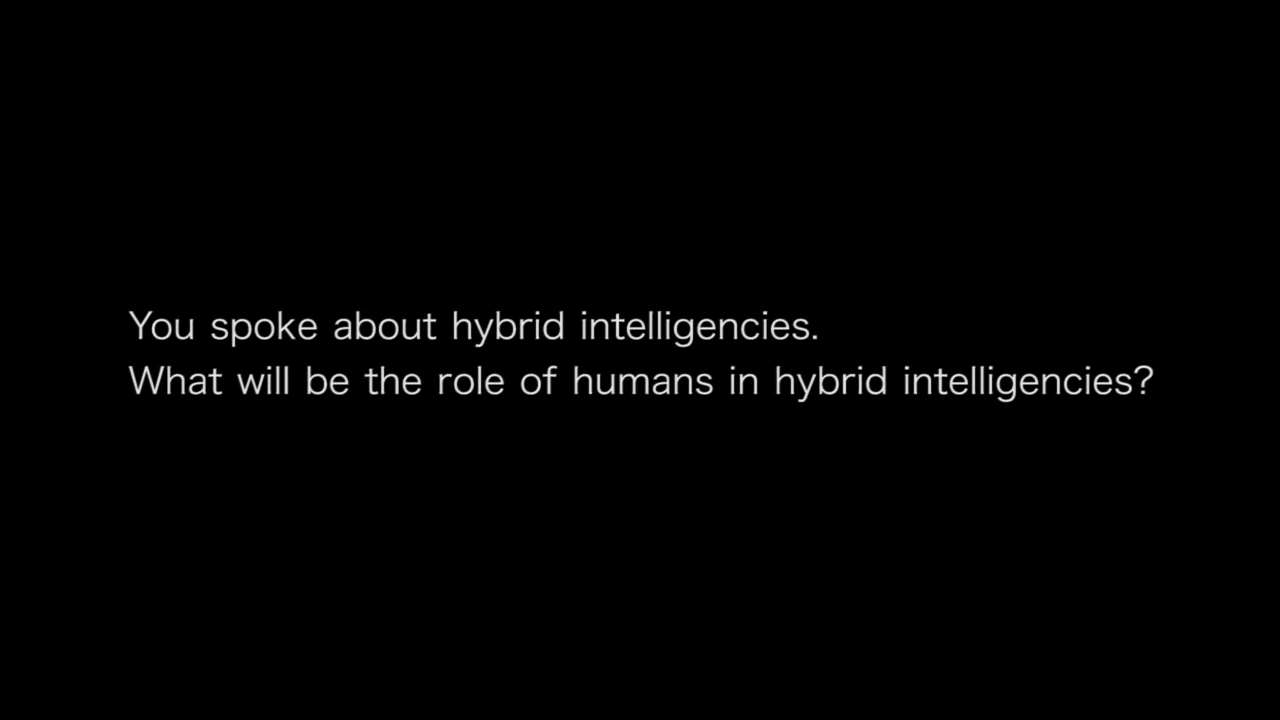 You spoke about hybrid intelligencies.
What will be the role of humans in hybrid intelligencies?